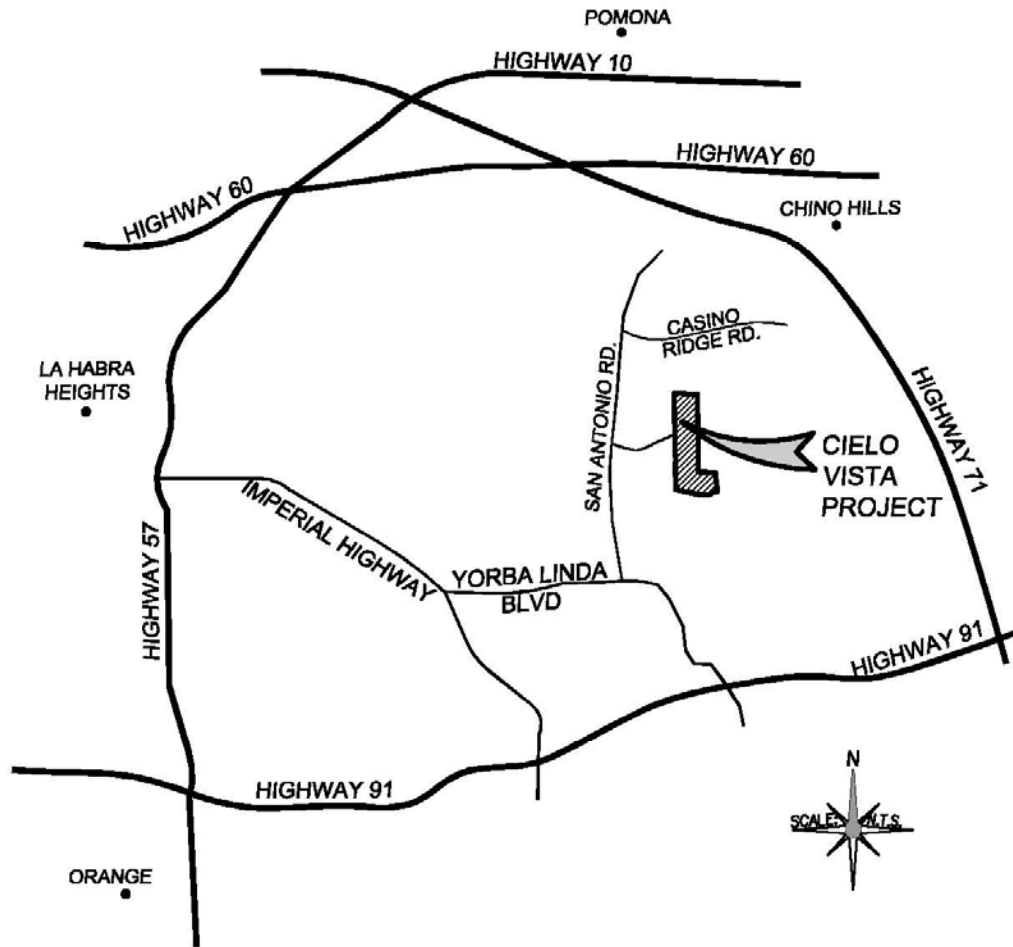 POMONA
HIGHWAY 10
HIGHWAY 60
HIGHWAY 60
CHINO HILLS
CASINO
RIDGE RD.
SAN ANTONIO RD.
LA HABRA
HEIGHTS
HIGHWAY 71
CIELO
VISTA
PROJECT
IMPERIAL HIGHWAY
HIGHWAY 57
YORBA LINDA
BLVD
HIGHWAY 91
HIGHWAY 91
N
SCALE: N.T.S.
ORANGE